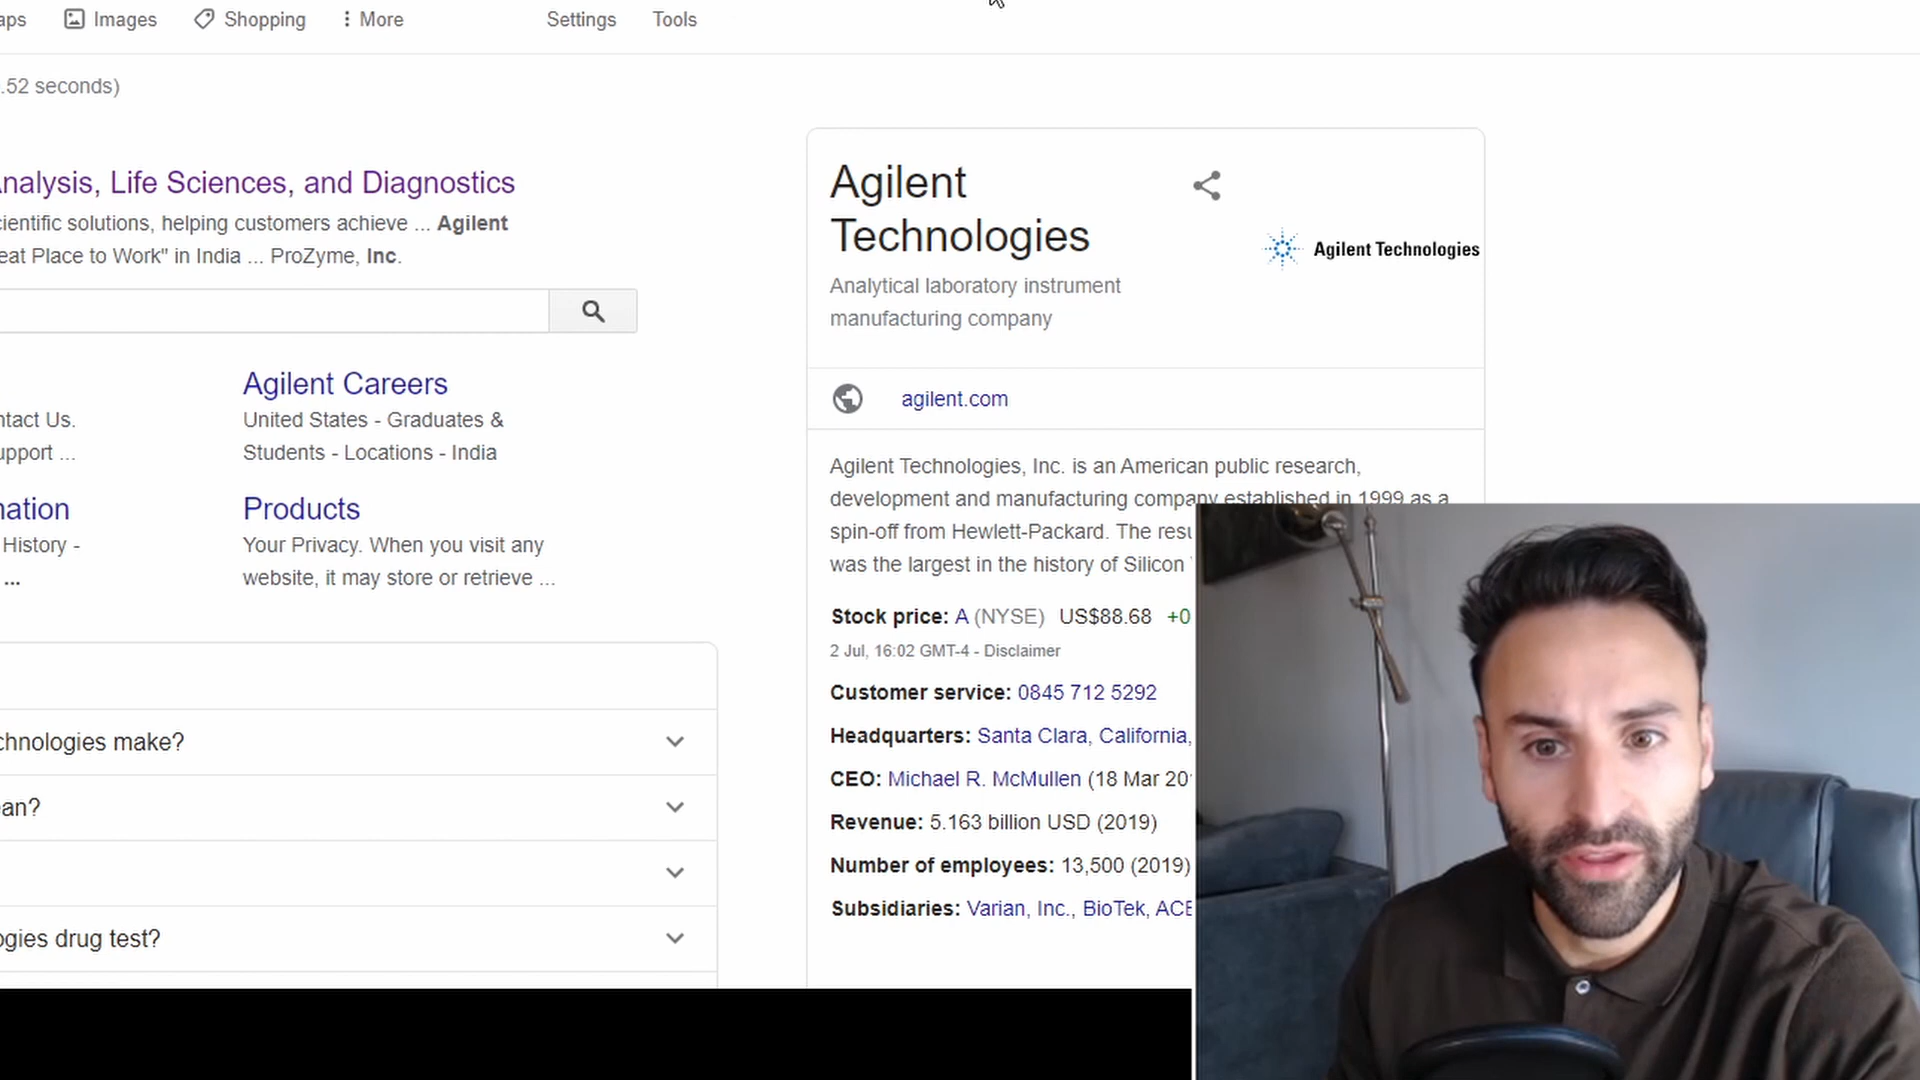 aps Images Shopping More Settings Tools
.52 seconds)
Analysis, Life Sciences, and Diagnostics
cientific solutions, helping customers achieve ... Agilent
eat Place to Work" in India ... ProZyme, Inc.
Agilent Careers
ntact Us.
United States - Graduates &
upport ...
Students - Locations - India
nation
Products
History -
Your Privacy. When you visit any
...
website, it may store or retrieve ...
chnologies make?
an?
ogies drug test?
Agilent
Technologies
Agilent Technologies
Analytical laboratory instrument
manufacturing company
agilent.com
Agilent Technologies, Inc. is an American public research,
development and manufacturing company established in 1999 as a
spin-off from Hewlett-Packard. The resu
was the largest in the history of Silicon
Stock price: A (NYSE) US$88.68 +0
2 Jul, 16:02 GMT-4 - Disclaimer
Customer service: 0845 712 5292
Headquarters: Santa Clara, California,
CEO: Michael R. McMullen (18 Mar 20
Revenue: 5.163 billion USD (2019)
Number of employees: 13,500 (2019)
Subsidiaries: Varian, Inc., BioTek, ACE